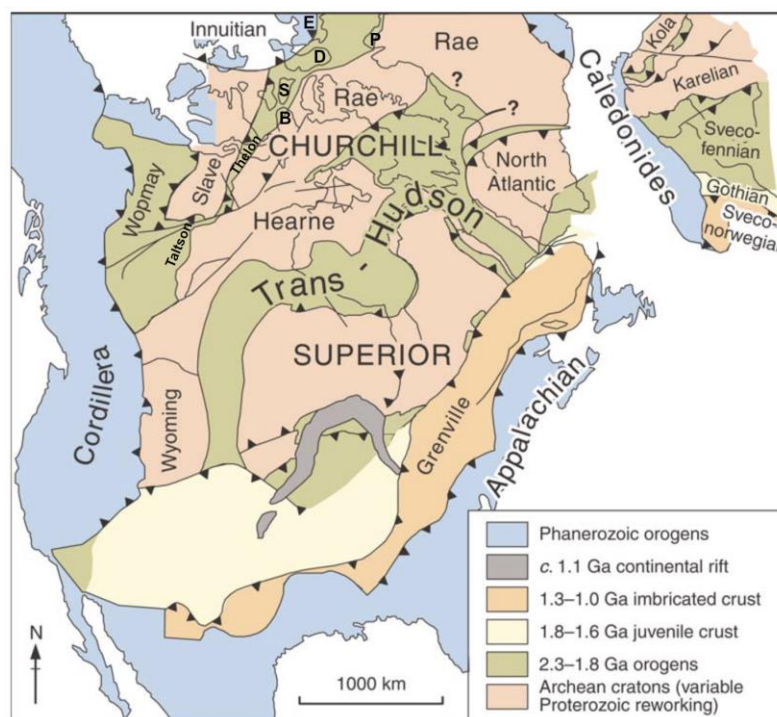 Innuitian
E
D
P
S
B
Rae
Rae
Thelon
CHURCHILL
Slave
Wopmay
Taltson
Hearne
North
Atlantic
?
?
Trans - Hudson
SUPERIOR
Wyoming
Cordillera
Grenville
Appalachian
Caledonides
Kola
Karelian
Sveco-
fennian
Gothian
Sveco-
norwegian
N
1000 km
Phanerozoic orogens
c. 1.1 Ga continental rift
1.3–1.0 Ga imbricated crust
1.8–1.6 Ga juvenile crust
2.3–1.8 Ga orogens
Archean cratons (variable
Proterozoic reworking)